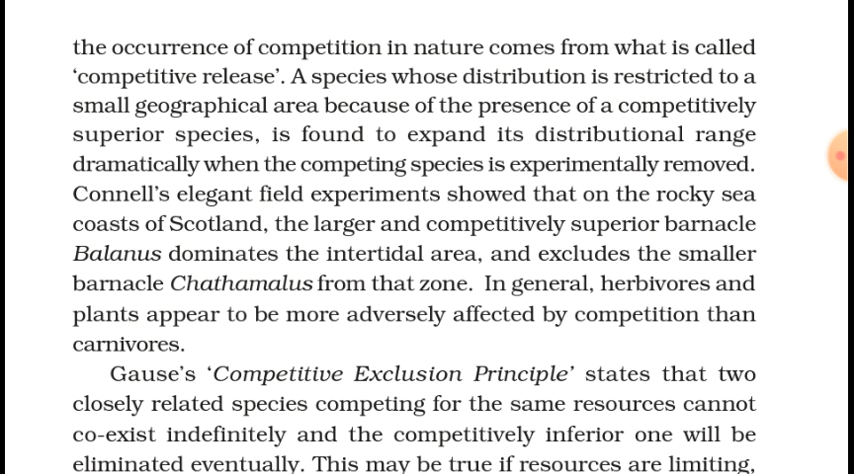 the occurrence of competition in nature comes from what is called
‘competitive release’. A species whose distribution is restricted to a
small geographical area because of the presence of a competitively
superior species, is found to expand its distributional range
dramatically when the competing species is experimentally removed.
Connell’s elegant field experiments showed that on the rocky sea
coasts of Scotland, the larger and competitively superior barnacle
Balanus dominates the intertidal area, and excludes the smaller
barnacle Chathamalus from that zone. In general, herbivores and
plants appear to be more adversely affected by competition than
carnivores.
Gause’s ‘Competitive Exclusion Principle’ states that two
closely related species competing for the same resources cannot
co-exist indefinitely and the competitively inferior one will be
eliminated eventually. This may be true if resources are limiting,